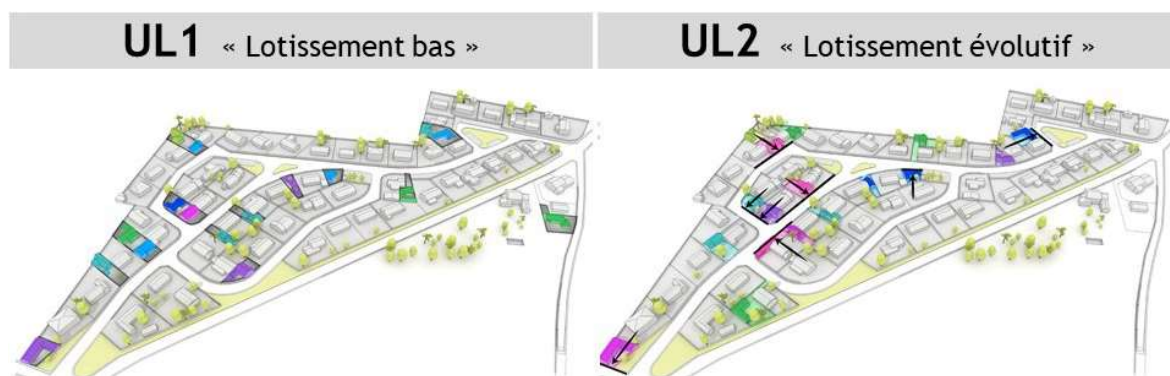 UL1 « Lotissement bas »
UL2 « Lotissement évolutif »